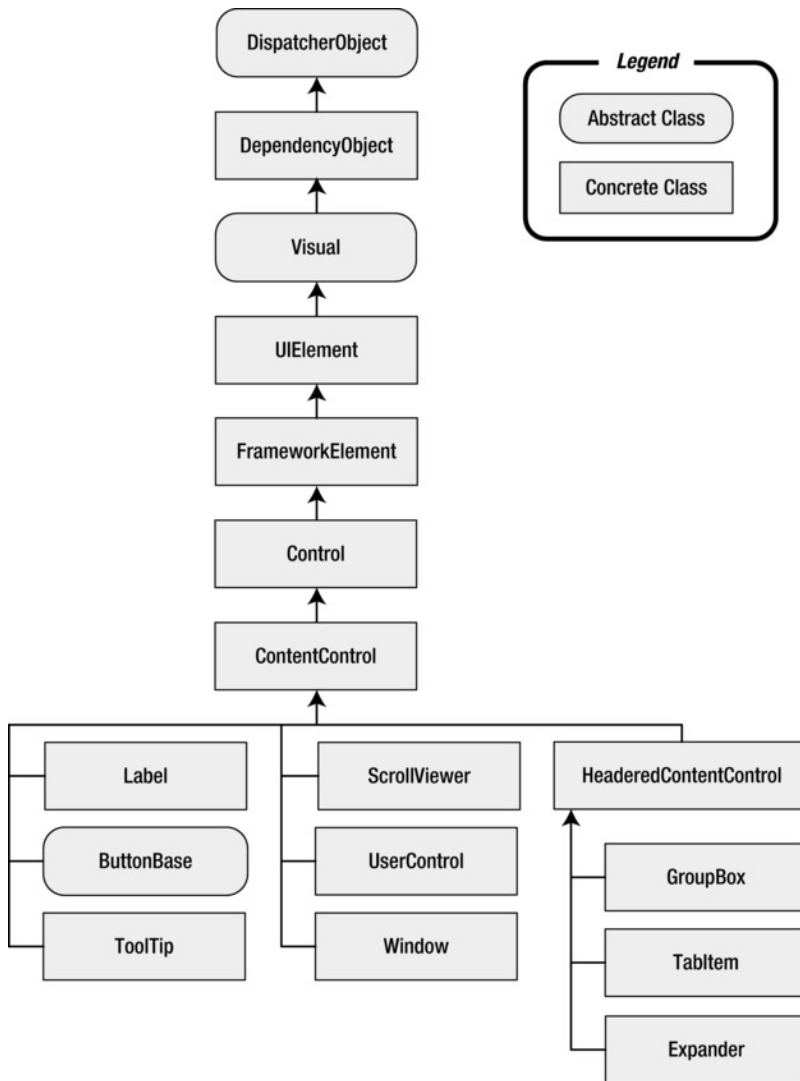 DispatcherObject
Legend
Abstract Class
Concrete Class
DependencyObject
Visual
UIElement
FrameworkElement
Control
ContentControl
Label
ButtonBase
ToolTip
ScrollViewer
UserControl
Window
HeaderedContentControl
GroupBox
TabItem
Expander